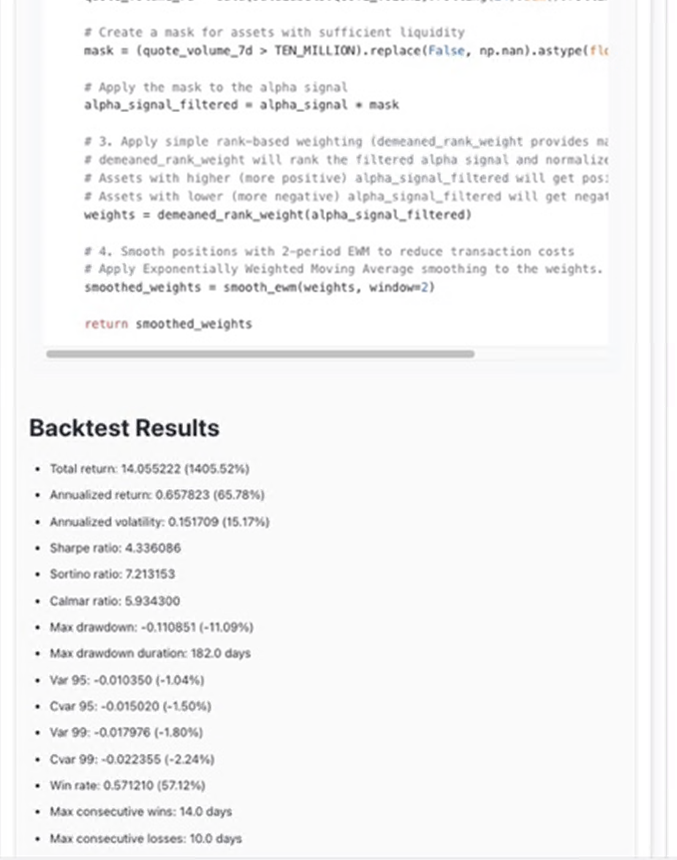 # Create a mask for assets with sufficient liquidity
mask = (quote_volume_7d > TEN_MILLION).replace(False, np.nan).astype(flo
# Apply the mask to the alpha signal
alpha_signal_filtered = alpha_signal * mask
# 3. Apply simple rank-based weighting (demeaned_rank_weight provides ma
# demeaned_rank_weight will rank the filtered alpha signal and normalize
# Assets with higher (more positive) alpha_signal_filtered will get posi
# Assets with lower (more negative) alpha_signal_filtered will get negat
weights = demeaned_rank_weight(alpha_signal_filtered)
# 4. Smooth positions with 2-period EWM to reduce transaction costs
# Apply Exponentially Weighted Moving Average smoothing to the weights.
smoothed_weights = smooth_ewm(weights, window=2)
return smoothed_weights
Backtest Results
• Total return: 14.055222 (1405.52%)
• Annualized return: 0.657823 (65.78%)
• Annualized volatility: 0.151709 (15.17%)
• Sharpe ratio: 4.336086
• Sortino ratio: 7.213153
• Calmar ratio: 5.934300
• Max drawdown: -0.110851 (-11.09%)
• Max drawdown duration: 182.0 days
• Var 95: -0.010350 (-1.04%)
• Cvar 95: -0.015020 (-1.50%)
• Var 99: -0.017976 (-1.80%)
• Cvar 99: -0.022355 (-2.24%)
• Win rate: 0.571210 (57.12%)
• Max consecutive wins: 14.0 days
• Max consecutive losses: 10.0 days